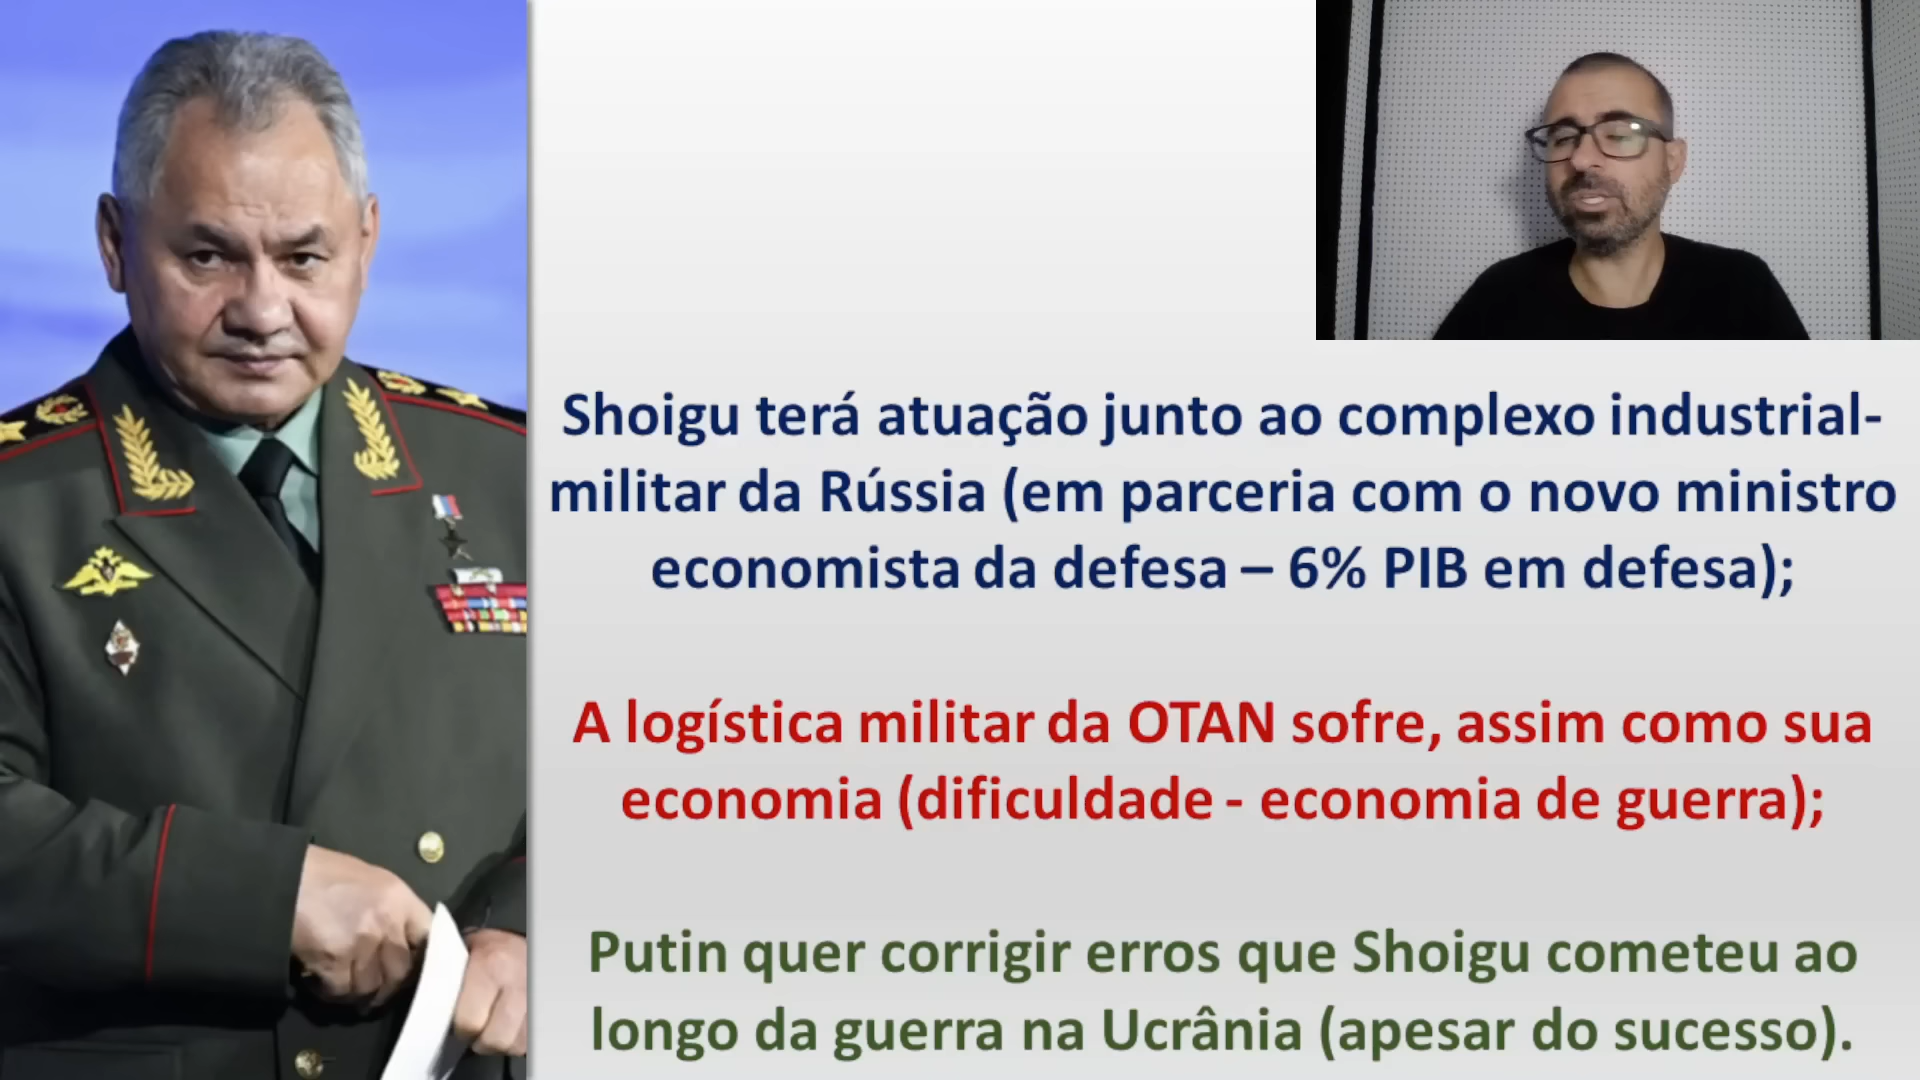 Shoigu terá atuação junto ao complexo industrial-
militar da Rússia (em parceria com o novo ministro
economista da defesa – 6% PIB em defesa);
A logística militar da OTAN sofre, assim como sua
economia (dificuldade - economia de guerra);
Putin quer corrigir erros que Shoigu cometeu ao
longo da guerra na Ucrânia (apesar do sucesso).